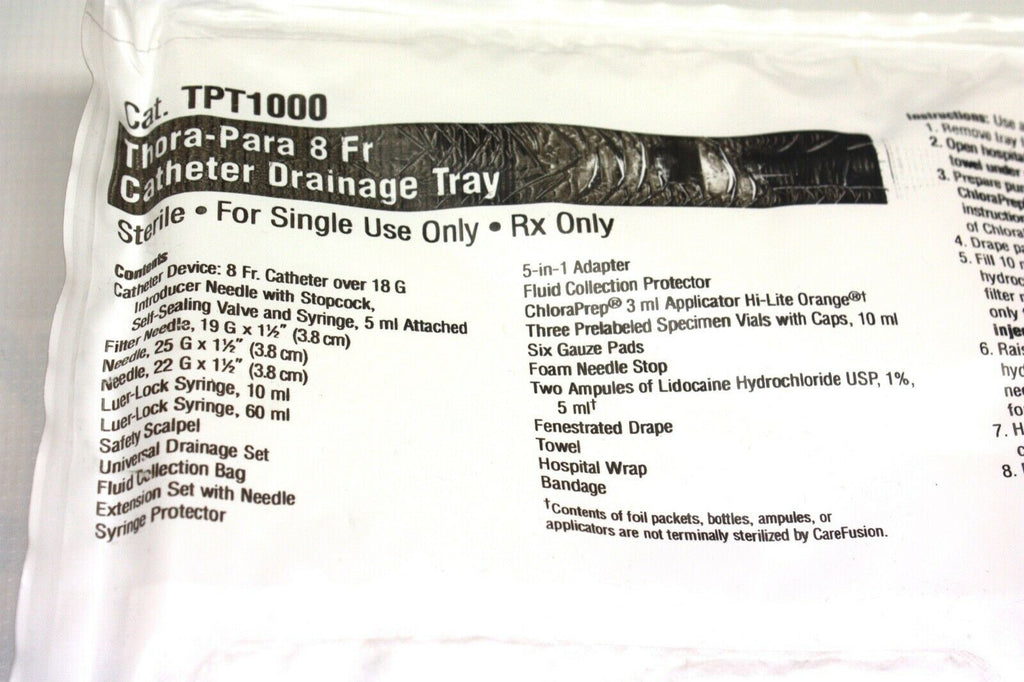 Cat. TPT1000
Thora-Para 8 Fr
Catheter Drainage Tray
Sterile • For Single Use Only • Rx Only
Contents
Catheter Device: 8 Fr. Catheter over 18 G
Introducer Needle with Stopcock,
Self-Sealing Valve and Syringe, 5 ml Attached
Filter Needle, 19 G x 1½" (3.8 cm)
Needle, 25 G x 1½" (3.8 cm)
Needle, 22 G x 1½" (3.8 cm)
Luer-Lock Syringe, 10 ml
Luer-Lock Syringe, 60 ml
Safety Scalpel
Universal Drainage Set
Fluid Collection Bag
Extension Set with Needle
Syringe Protector
5-in-1 Adapter
Fluid Collection Protector
ChloraPrep® 3 ml Applicator Hi-Lite Orange®†
Three Prelabeled Specimen Vials with Caps, 10 ml
Six Gauze Pads
Foam Needle Stop
Two Ampules of Lidocaine Hydrochloride USP, 1%,
5 ml†
Fenestrated Drape
Towel
Hospital Wrap
Bandage
†Contents of foil packets, bottles, ampules, or
applicators are not terminally sterilized by CareFusion.
Instructions: Use
1. Remove tray
2. Open
towel under
3. Prepare
ChloraPrep
of
4. Drape
5. Fill 10
filter
only
6.
7.
8.